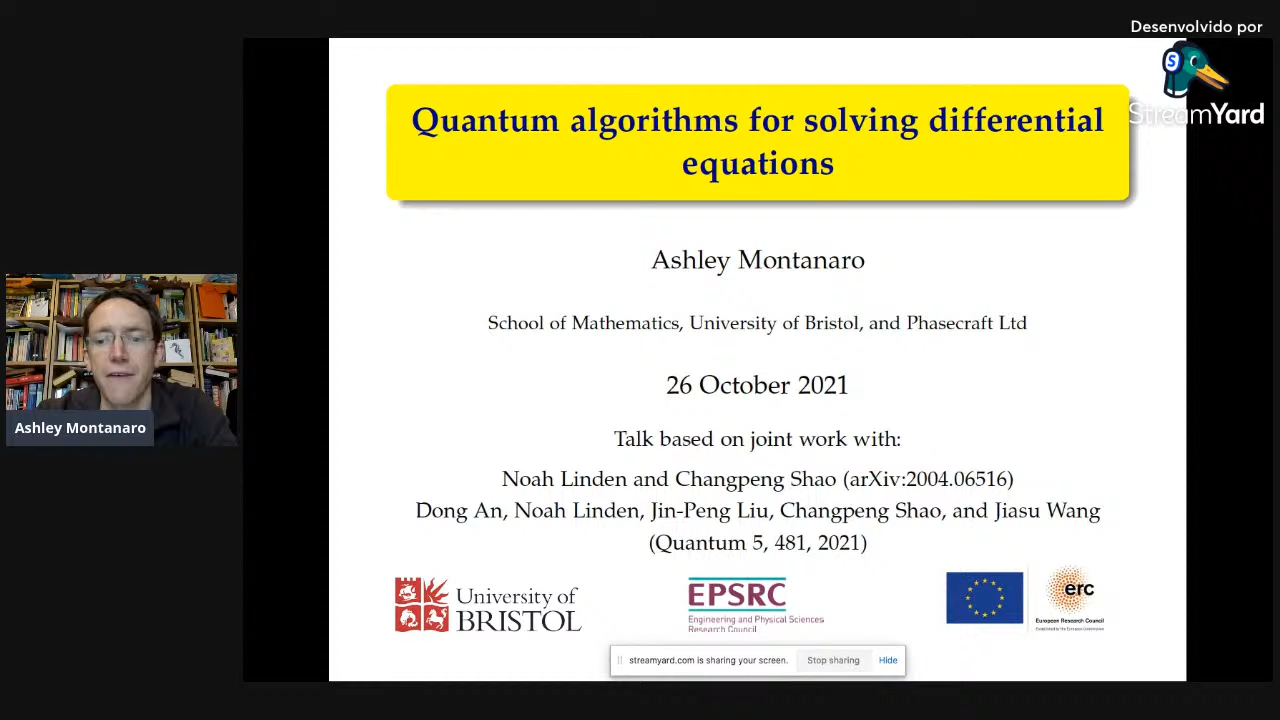 Desenvolvido por
StreamYard
Quantum algorithms for solving differential
equations
Ashley Montanaro
School of Mathematics, University of Bristol, and Phasecraft Ltd
26 October 2021
Talk based on joint work with:
Noah Linden and Changpeng Shao (arXiv:2004.06516)
Dong An, Noah Linden, Jin-Peng Liu, Changpeng Shao, and Jiasu Wang
(Quantum 5, 481, 2021)
Ashley Montanaro
University of
BRISTOL
EPSRC
Engineering and Physical Sciences
Research Council
erc
European Research Council
streamyard.com is sharing your screen.
Stop sharing
Hide